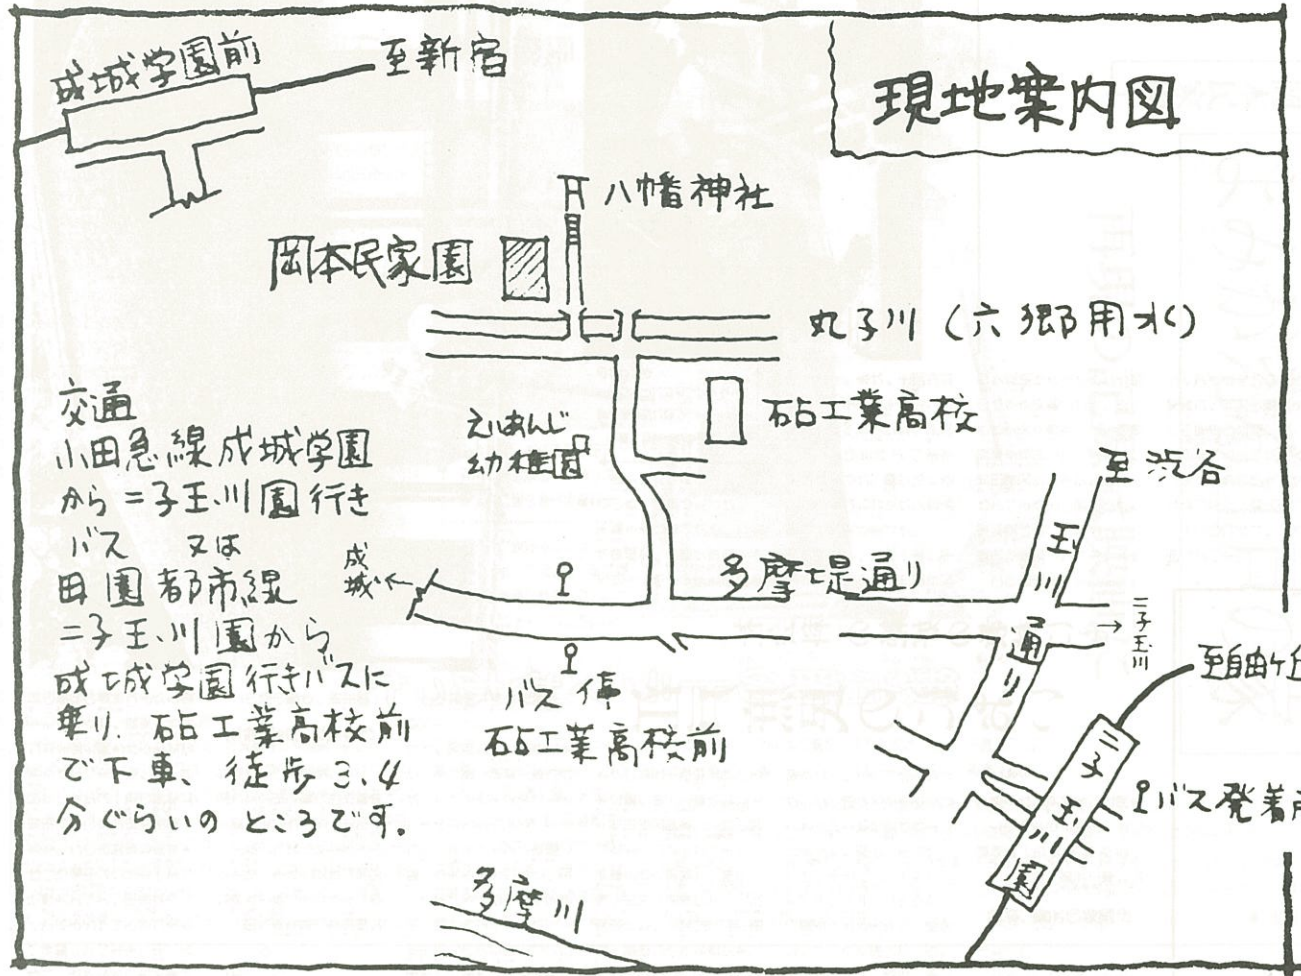 成城学園前
至新宿
現地案内図
八幡神社
岡本民家園
丸子川(六郷用水)
砧工業高校
幼稚園
至渋谷
交通
小田急線成城学園
から二子玉川園行き
バス 又は
田園都市線
二子玉川園から
成城学園行きバスに
乗り、砧工業高校前
で下車、徒歩3、4
分ぐらいのところです。
成城←
多摩堤通り
玉川通り
→二子玉川
至自由ヶ丘
バス停
砧工業高校前
二子玉川園
バス発着所
多摩川